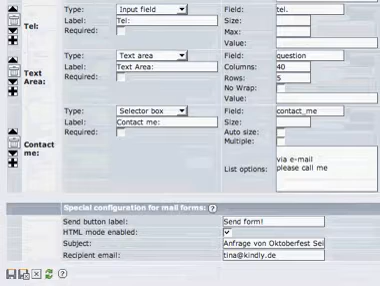 Type: Input field Field: tel.
Tel: Label: Tel: Size:
Required: Max:
Value:
Type: Text area Field: question
Text Area: Label: Text Area: Columns: 40
Required: Rows: 5
No Wrap:
Value:
Type: Selector box Field: contact_me
Label: Contact me: Size:
Contact me: Required: Auto size:
Multiple:
via e-mail
List options: please call me
Special configuration for mail forms:
Send button label: Send form!
HTML mode enabled:
Subject: Anfrage von Oktoberfest Sei
Recipient email: tina@kindly.de